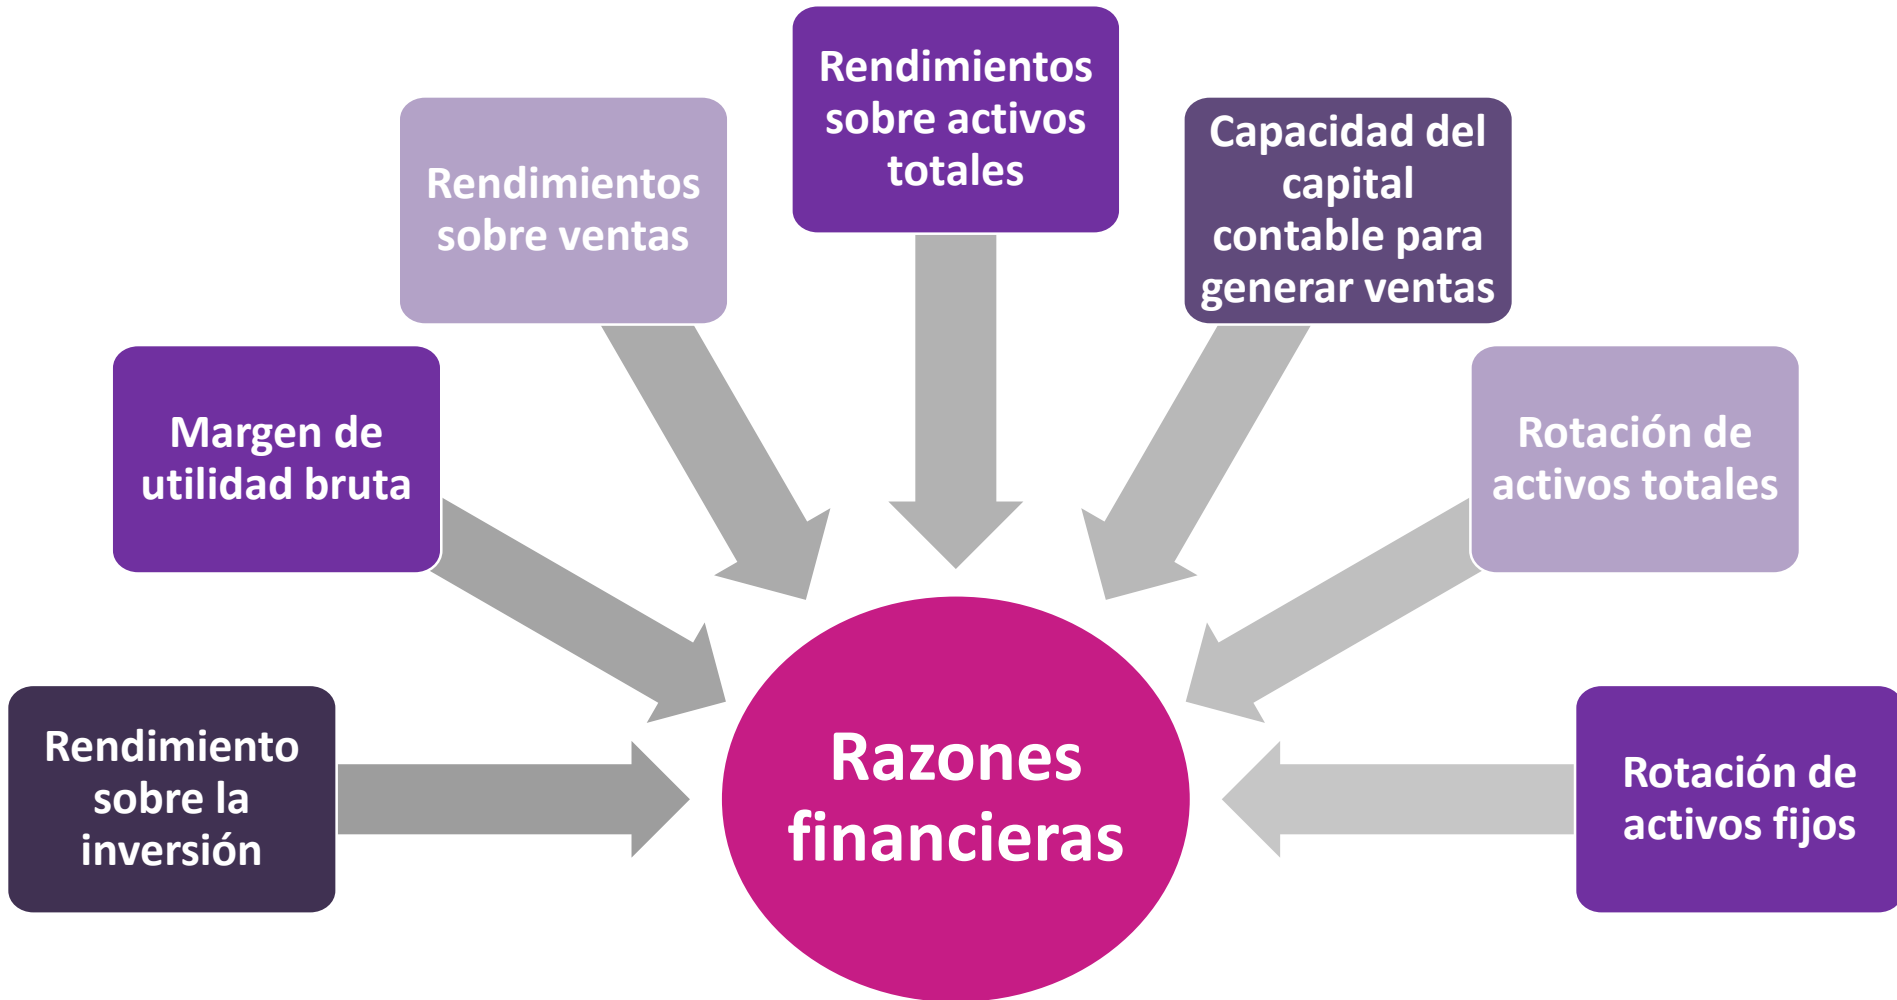 Rendimientos
sobre activos
totales
Rendimientos
sobre ventas
Capacidad del
capital
contable para
generar ventas
Margen de
utilidad bruta
Rotación de
activos totales
Rendimiento
sobre la
inversión
Razones
financieras
Rotación de
activos fijos